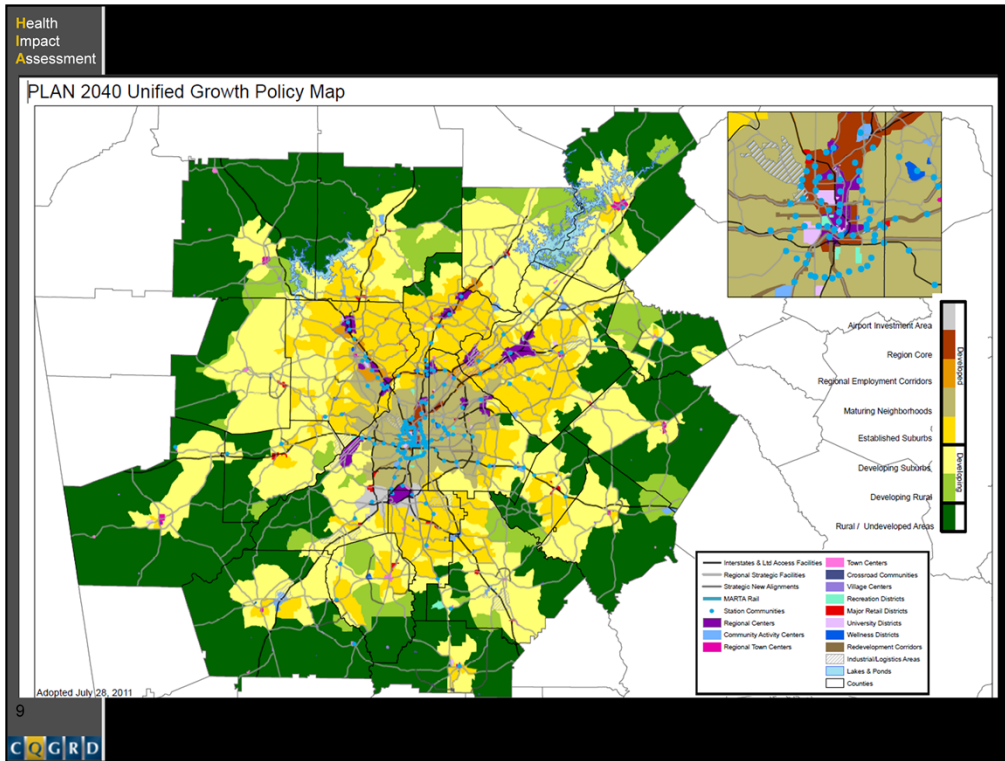 Health
Impact
Assessment
PLAN 2040 Unified Growth Policy Map
Airport Investment Area
Region Core
Regional Employment Corridors
Maturing Neighborhoods
Established Suburbs
Developing Suburbs
Developing Rural
Rural / Undeveloped Areas
Developed
Developing
Interstates & Ltd Access Facilities
Regional Strategic Facilities
Strategic New Alignments
MARTA Rail
Station Communities
Regional Centers
Community Activity Centers
Regional Town Centers
Town Centers
Crossroad Communities
Village Centers
Recreation Districts
Major Retail Districts
University Districts
Wellness Districts
Redevelopment Corridors
Industrial/Logistics Areas
Lakes & Ponds
Counties
Adopted July 28, 2011
9
CQGRD